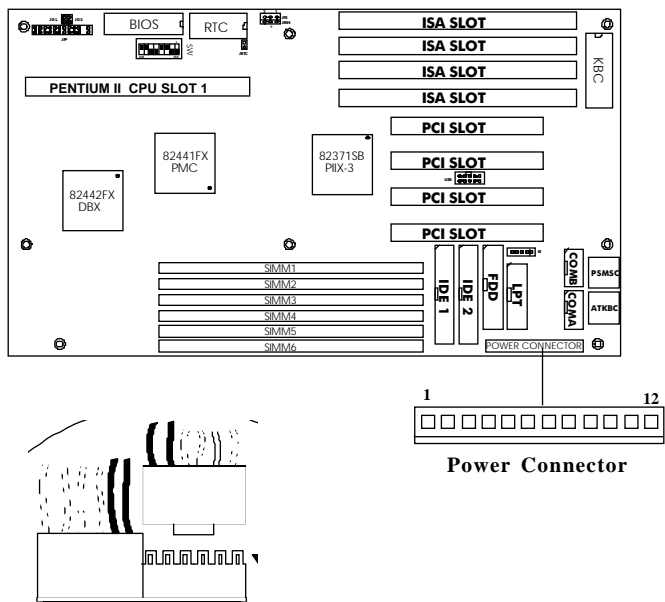 BIOS
RTC
SW
PENTIUM II CPU SLOT 1
ISA SLOT
ISA SLOT
ISA SLOT
ISA SLOT
KBC
PCI SLOT
PCI SLOT
PCI SLOT
PCI SLOT
82441FX
PMC
82371SB
PIIX-3
82442FX
DBX
SIMM1
SIMM2
SIMM3
SIMM4
SIMM5
SIMM6
IDE 1
IDE 2
FDD
LPT
COMB
COMA
PSMSC
ATKBC
POWER CONNECTOR
1
12
Power Connector